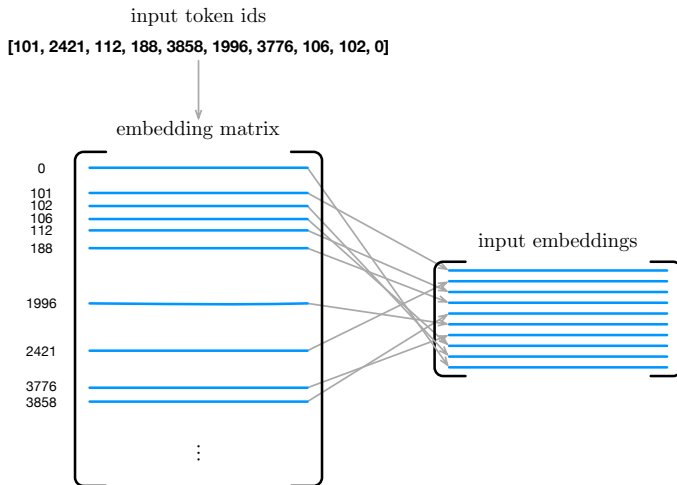 input token ids
[101, 2421, 112, 188, 3858, 1996, 3776, 106, 102, 0]
embedding matrix
0
101
102
106
112
188
1996
2421
3776
3858
⋮
input embeddings